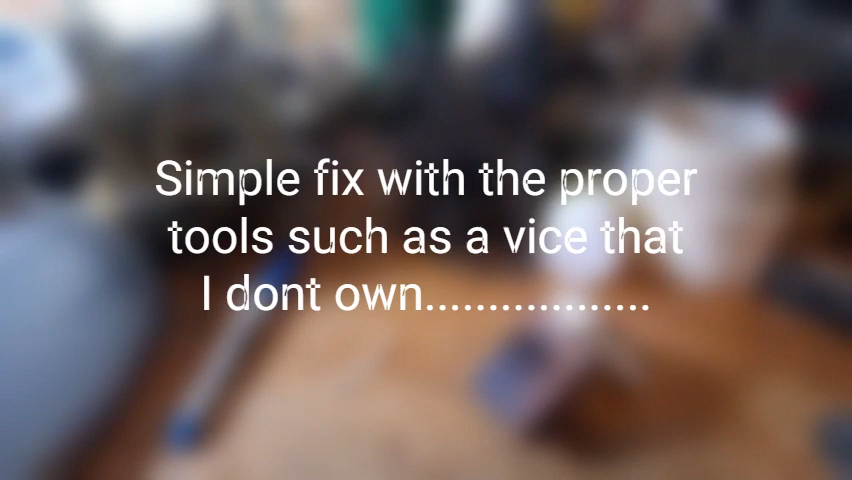 Simple fix with the proper
tools such as a vice that
I dont own..................